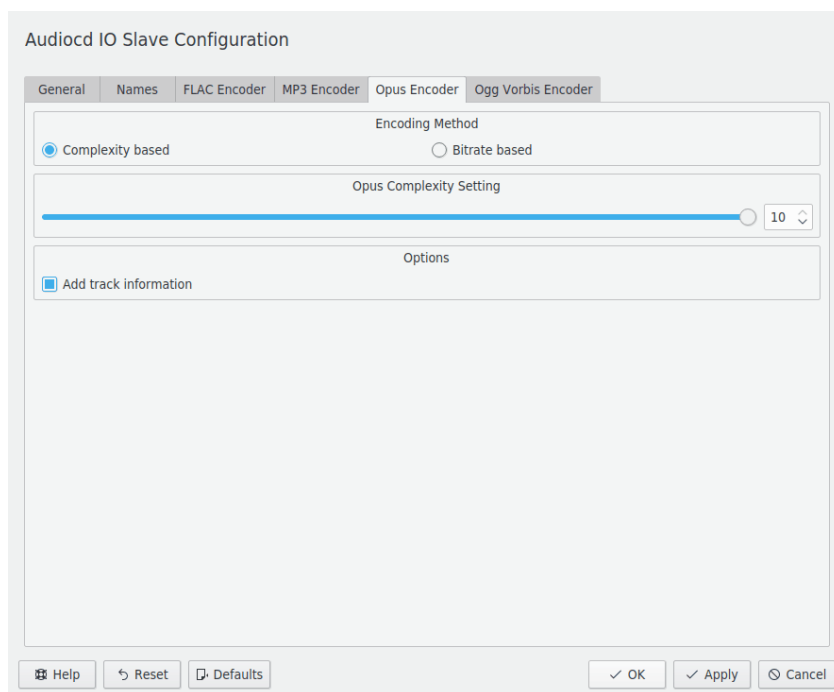 Audiocd IO Slave Configuration
General Names FLAC Encoder MP3 Encoder Opus Encoder Ogg Vorbis Encoder
Encoding Method
Complexity based Bitrate based
Opus Complexity Setting
10
Options
Add track information
Help Reset Defaults OK Apply Cancel